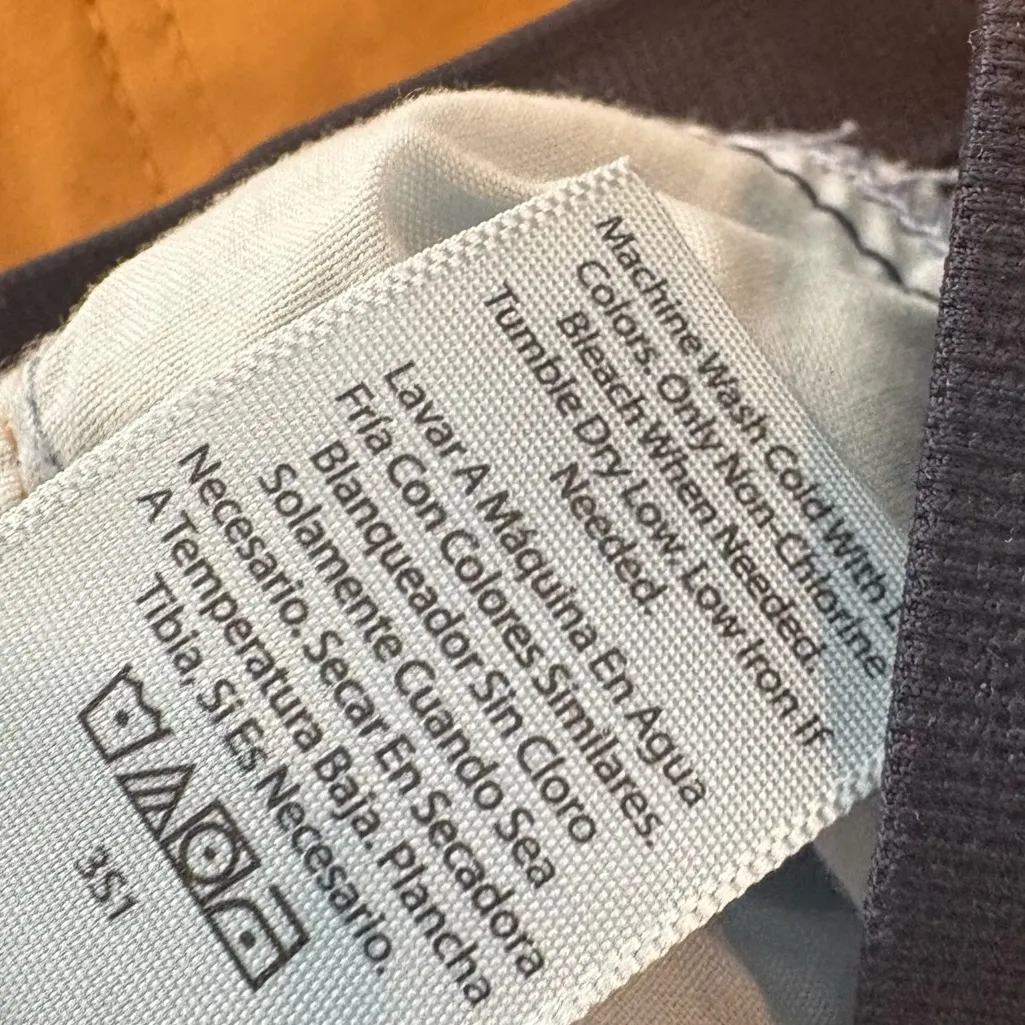 Machine Wash Cold With
Colors. Only Non-Chlorine
Bleach When Needed.
Tumble Dry Low. Low Iron If
Needed.
Lavar A Máquina En Agua
Fría Con Colores Similares.
Blanqueador Sin Cloro
Solamente Cuando Sea
Necesario. Secar En Secadora
A Temperatura Baja. Plancha
Tibia, Si Es Necesario.
3S1